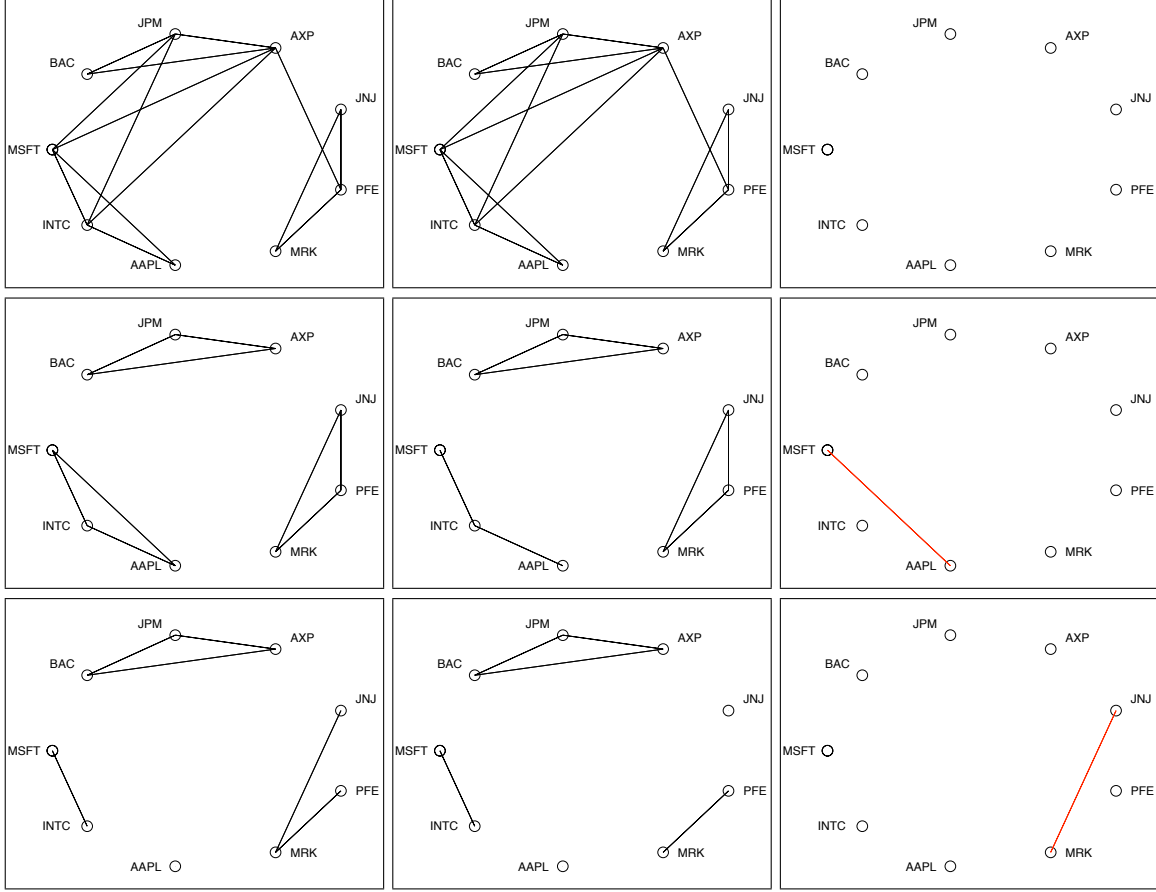 JPM
AXP
BAC
JNJ
MSFT
PFE
INTC
MRK
AAPL
JPM
AXP
BAC
JNJ
MSFT
PFE
INTC
MRK
AAPL
JPM
AXP
BAC
JNJ
MSFT
PFE
INTC
MRK
AAPL
JPM
AXP
BAC
JNJ
MSFT
PFE
INTC
MRK
AAPL
JPM
AXP
BAC
JNJ
MSFT
PFE
INTC
MRK
AAPL
JPM
AXP
BAC
JNJ
MSFT
PFE
INTC
MRK
AAPL
JPM
AXP
BAC
JNJ
MSFT
PFE
INTC
MRK
AAPL
JPM
AXP
BAC
JNJ
MSFT
PFE
INTC
MRK
AAPL
JPM
AXP
BAC
JNJ
MSFT
PFE
INTC
MRK
AAPL